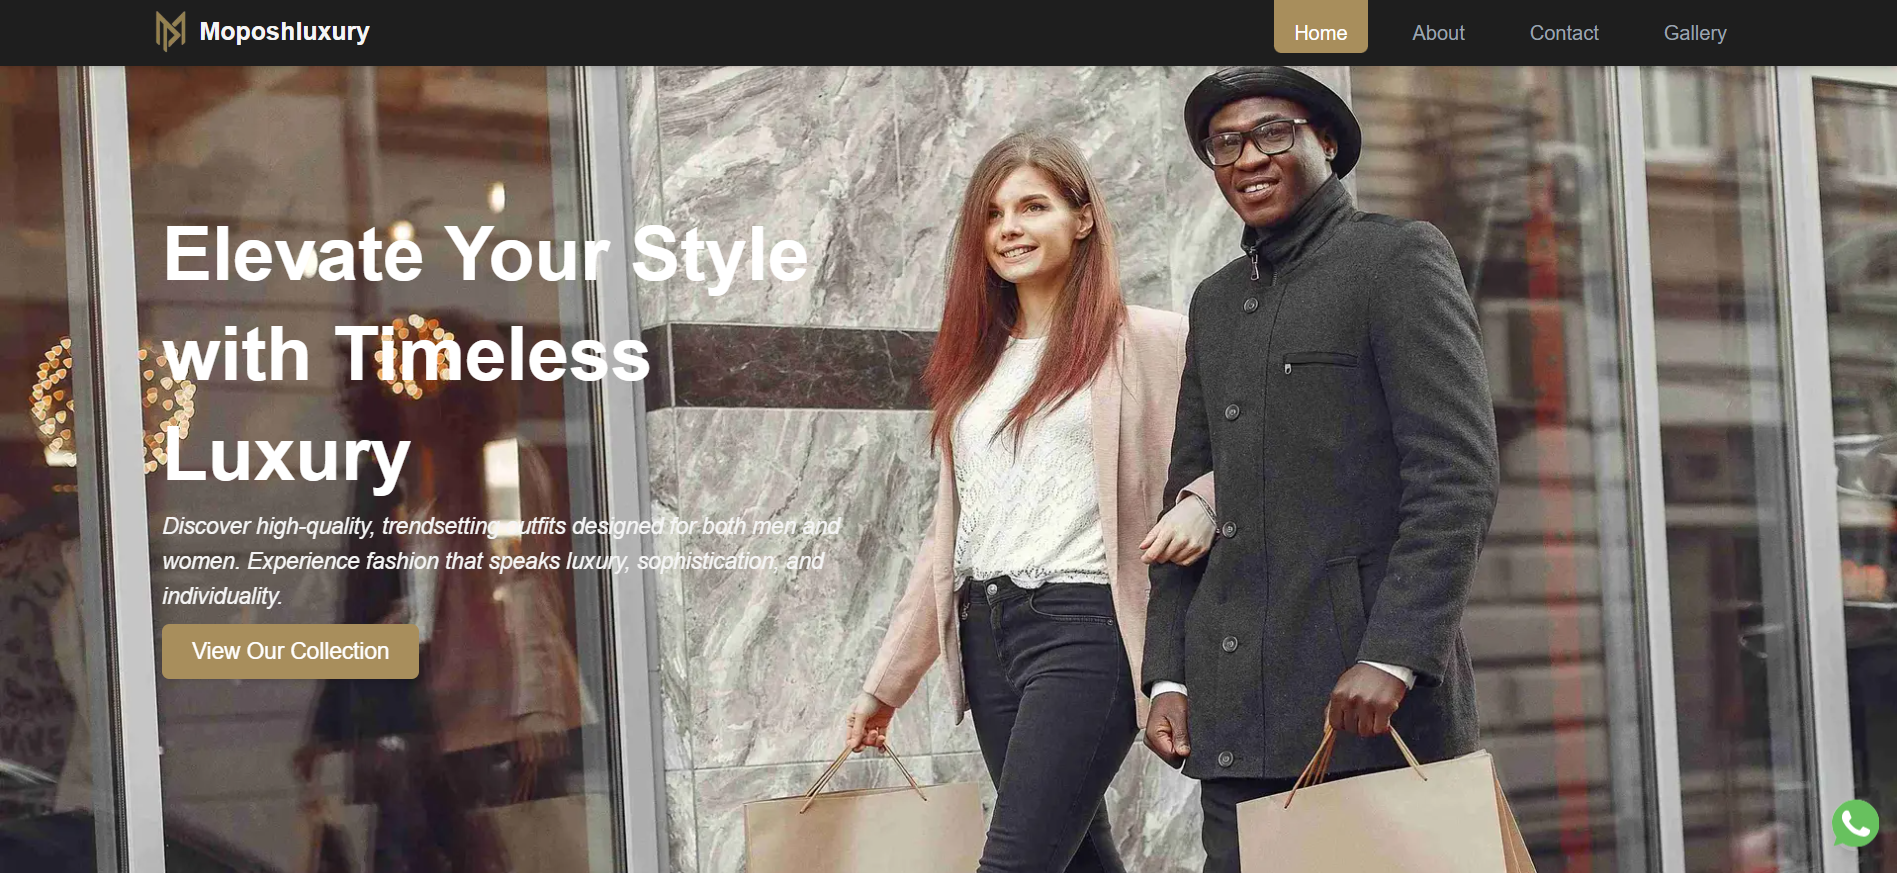 Moposhluxury
Home
About
Contact
Gallery
Elevate Your Style
with Timeless
Luxury
Discover high-quality, trendsetting outfits designed for both men and
women. Experience fashion that speaks luxury, sophistication, and
individuality.
View Our Collection